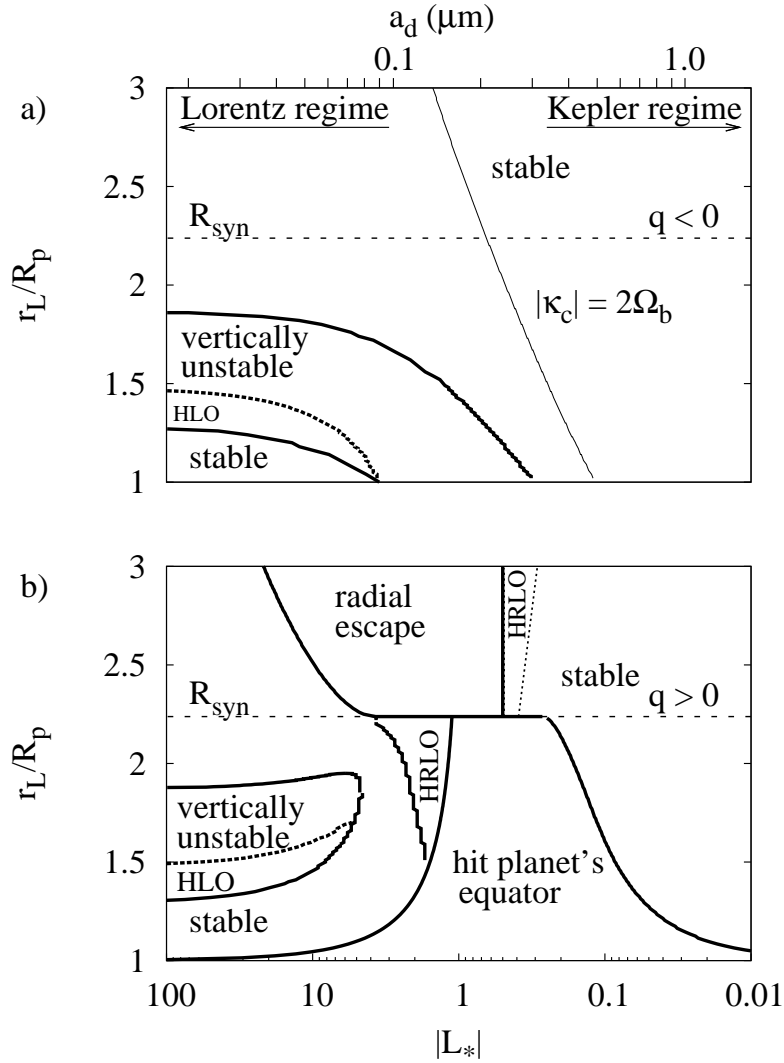 a_d (μm)
0.1 1.0
a)
3
Lorentz regime Kepler regime
stable
2.5
R_syn q < 0
r_L/R_p
2
|κ_c| = 2Ω_b
vertically
unstable
1.5
HLO
stable
1
b)
3
radial
escape
HRLO
2.5
stable
R_syn q > 0
r_L/R_p
2
HRLO
vertically
unstable
hit planet's
equator
1.5
HLO
stable
1
100 10 1 0.1 0.01
|L_*|